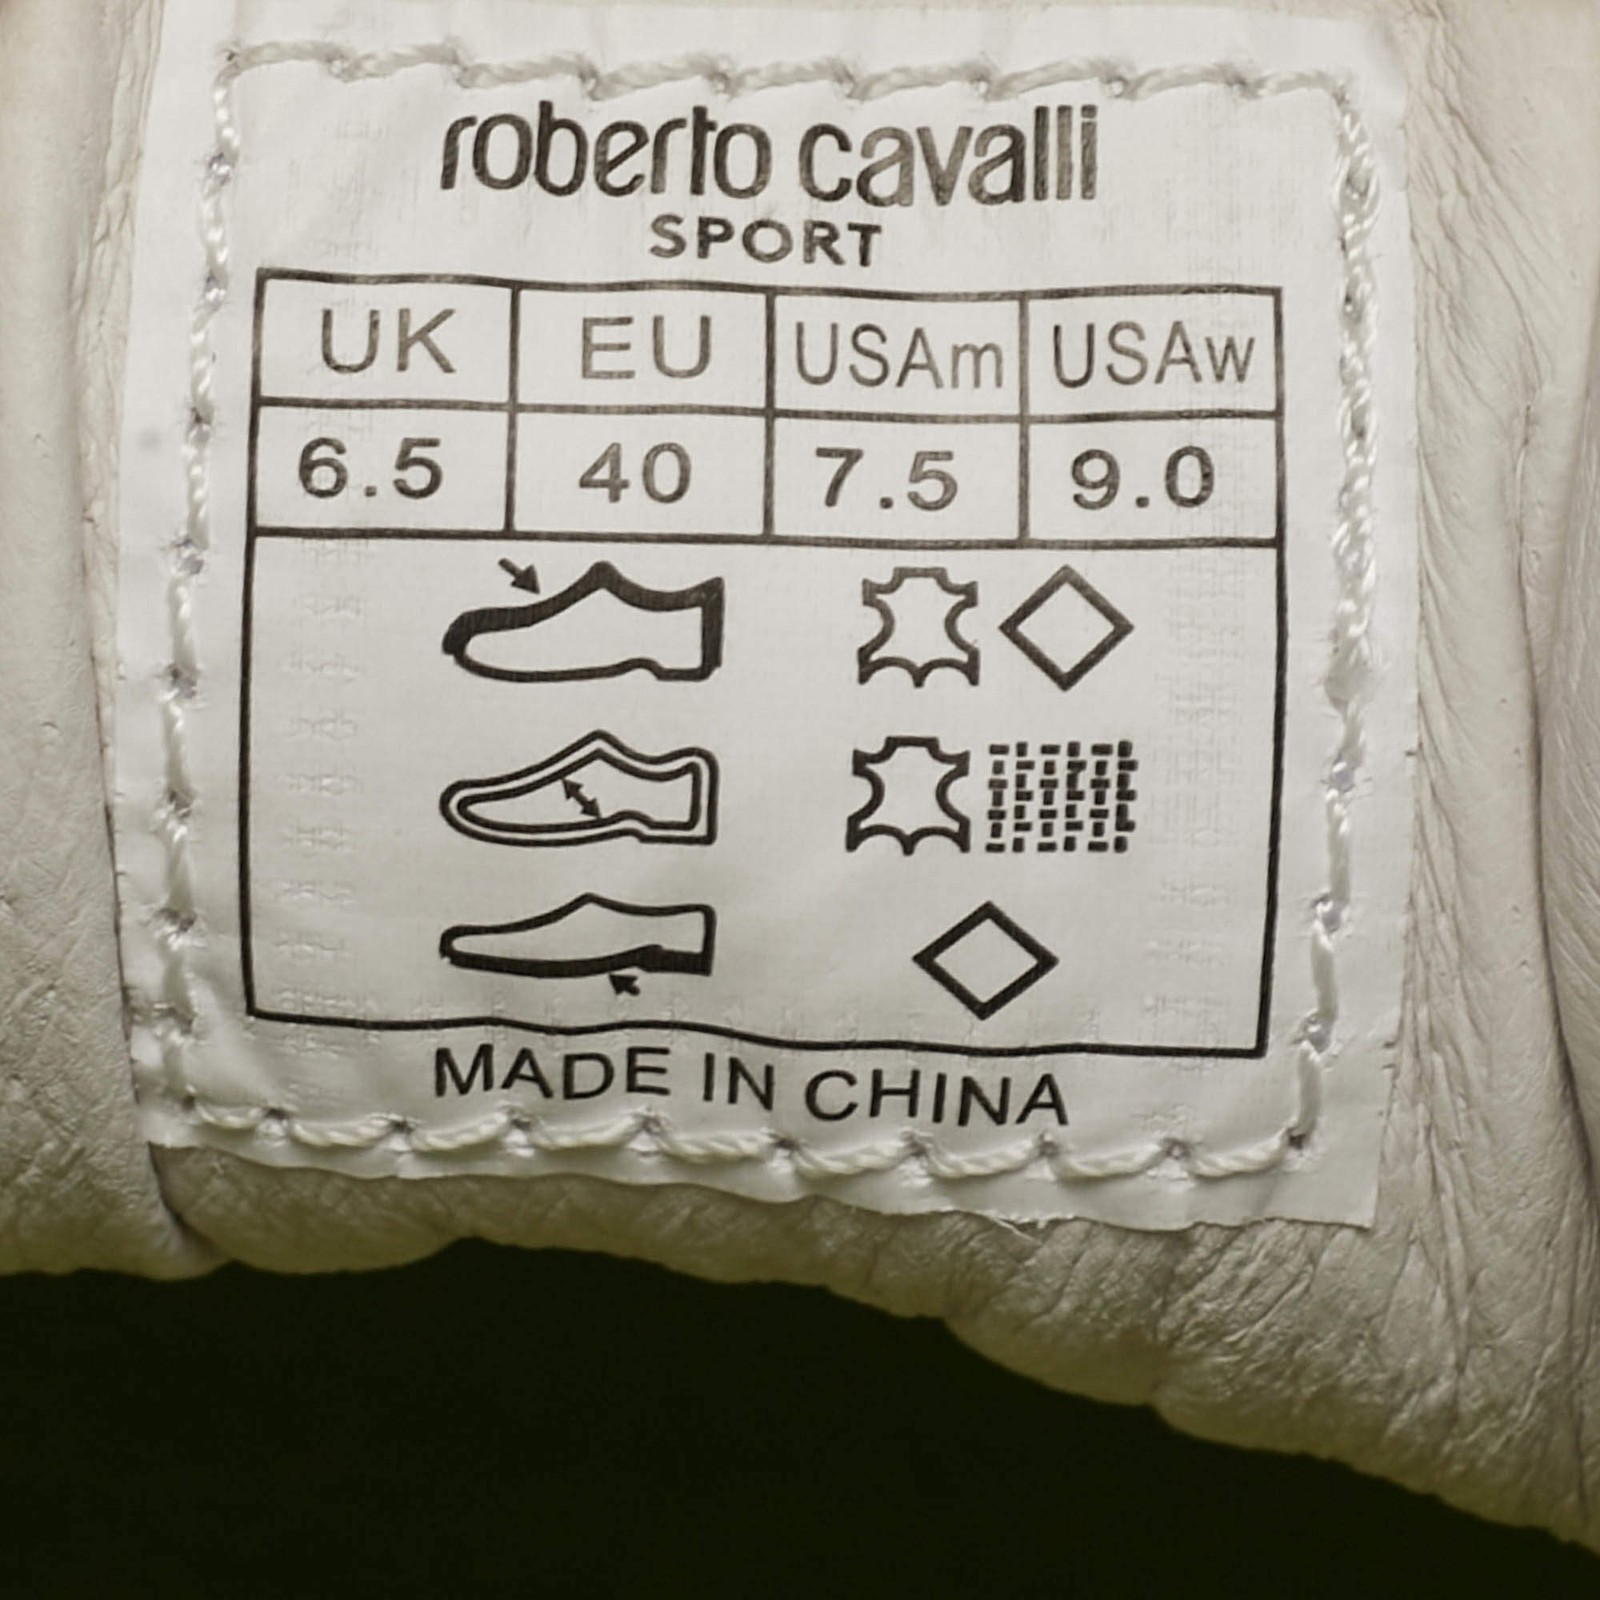 roberto cavalli
SPORT
UK EU USAm USAw
6.5 40 7.5 9.0
MADE IN CHINA